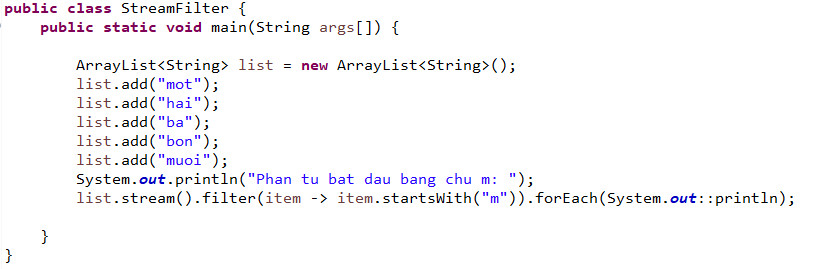 public class StreamFilter {
    public static void main(String args[]) {
        ArrayList<String> list = new ArrayList<String>();
        list.add("mot");
        list.add("hai");
        list.add("ba");
        list.add("bon");
        list.add("muoi");
        System.out.println("Phan tu bat dau bang chu m: ");
        list.stream().filter(item -> item.startsWith("m")).forEach(System.out::println);
    }
}